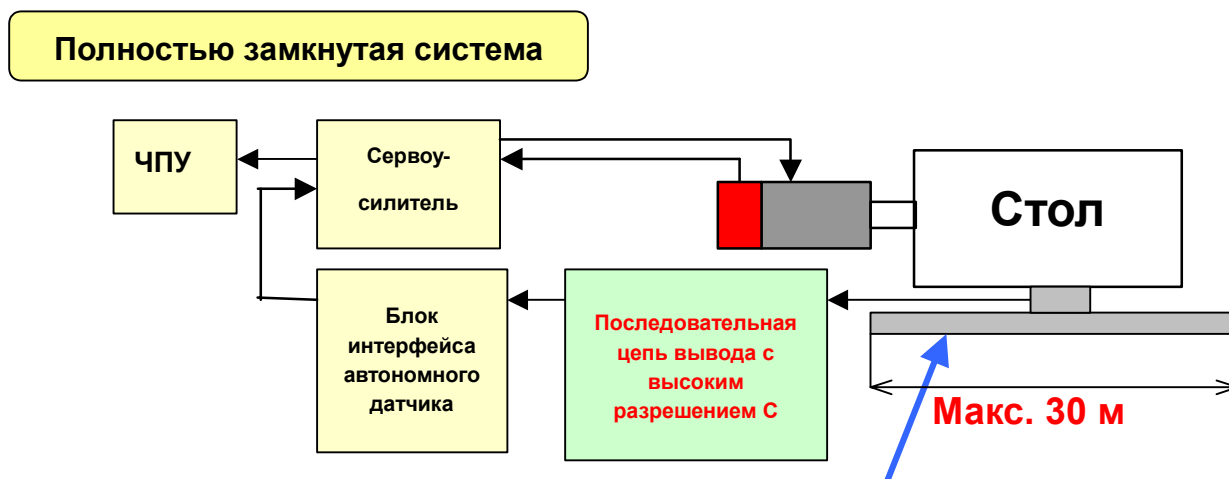 Полностью замкнутая система
ЧПУ
Сервоу-
силитель
Стол
Блок
интерфейса
автономного
датчика
Последовательная
цепь вывода с
высоким
разрешением С
Макс. 30 м